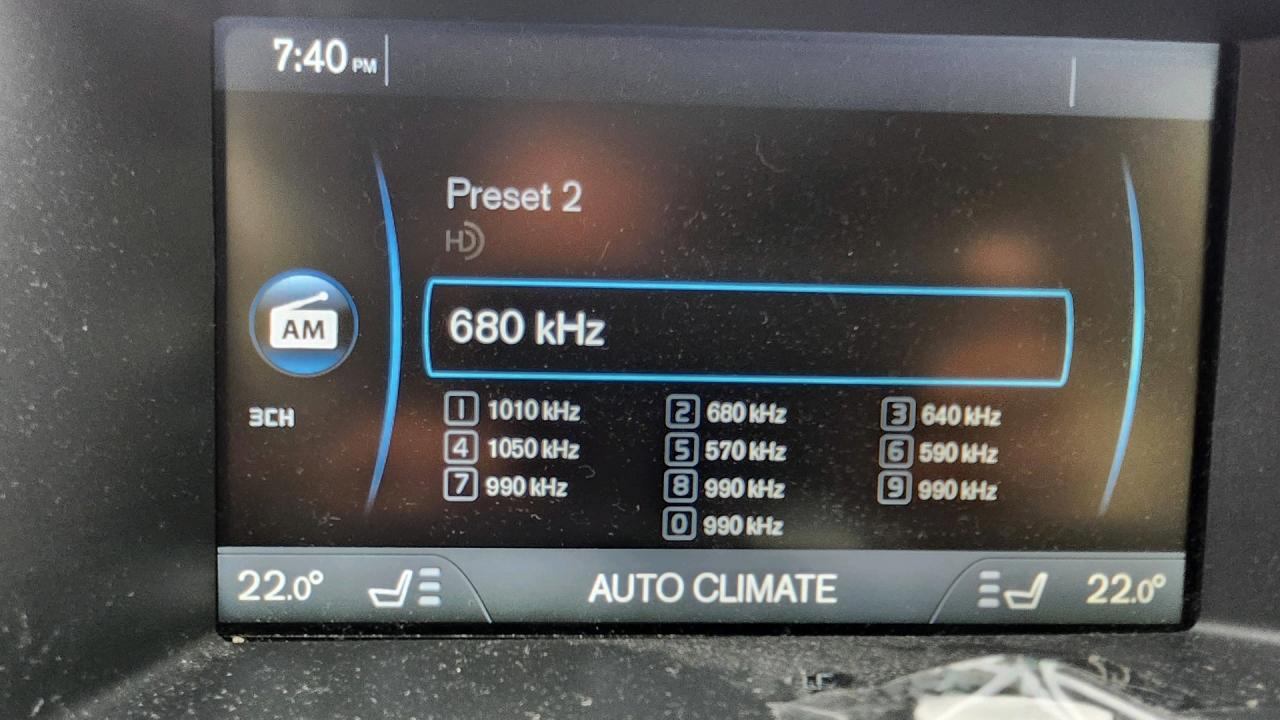 7:40 PM
Preset 2
HD
680 kHz
AM
3CH
1 1010 kHz 2 680 kHz 3 640 kHz
4 1050 kHz 5 570 kHz 6 590 kHz
7 990 kHz 8 990 kHz 9 990 kHz
0 990 kHz
22.0° AUTO CLIMATE 22.0°